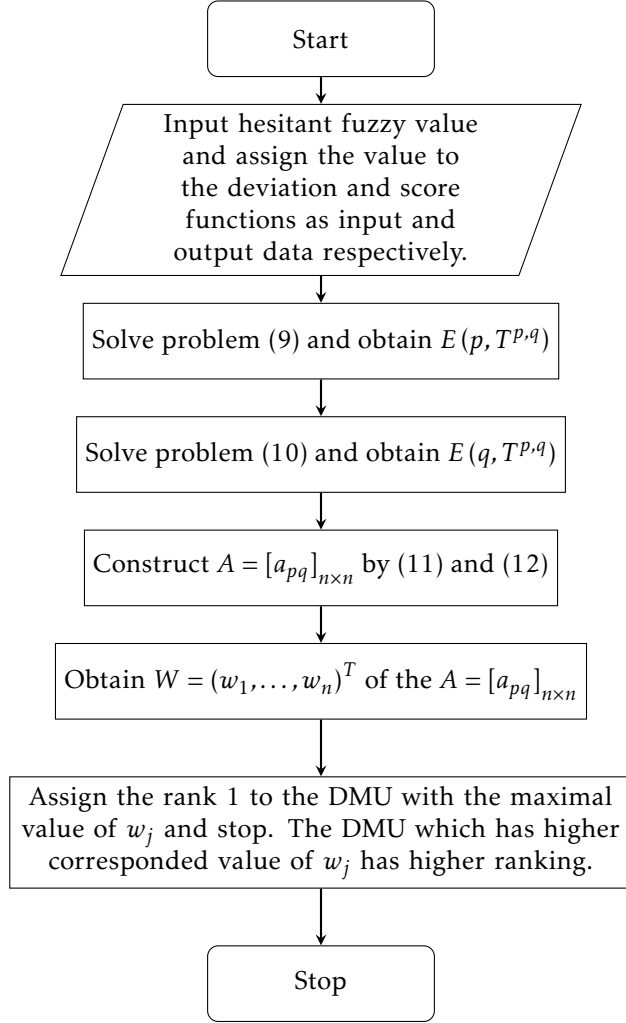 Start
Input hesitant fuzzy value
and assign the value to
the deviation and score
functions as input and
output data respectively.
Solve problem (9) and obtain E(p, T^{p,q})
Solve problem (10) and obtain E(q, T^{p,q})
Construct A = [a_{pq}]_{n×n} by (11) and (12)
Obtain W = (w_1,...,w_n)^T of the A = [a_{pq}]_{n×n}
Assign the rank 1 to the DMU with the maximal
value of w_j and stop. The DMU which has higher
corresponded value of w_j has higher ranking.
Stop